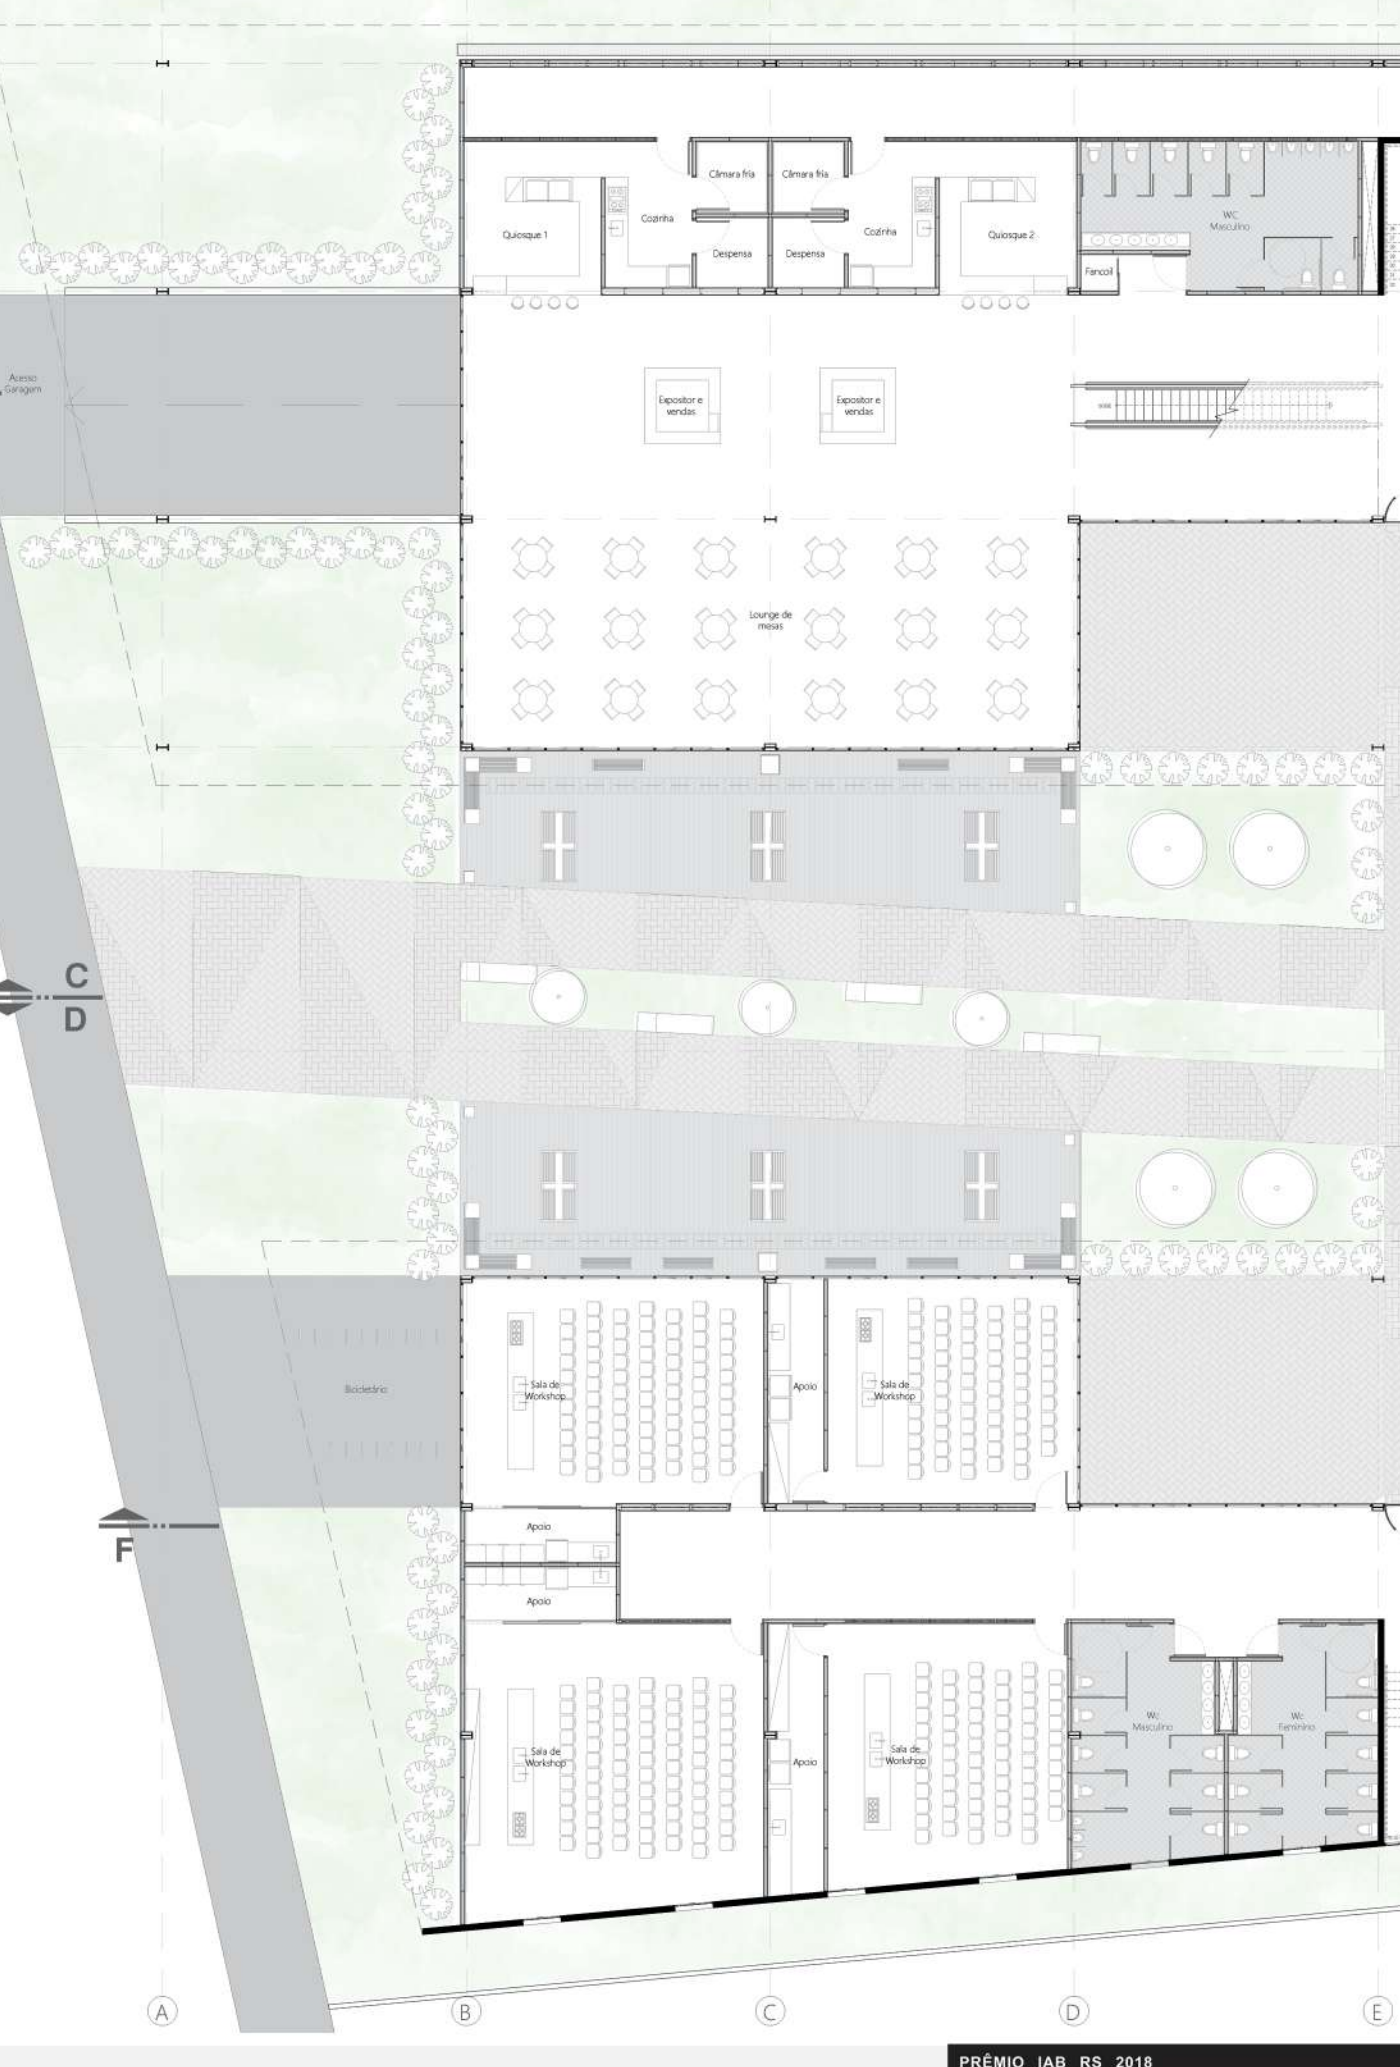 Câmara fria
Câmara fria
Cozinha
Cozinha
Quiosque 1
Quiosque 2
Despensa
Despensa
WC
Masculino
Fancoil
Acesso
Garagem
Expositor e
vendas
Expositor e
vendas
Lounge de
mesas
C
D
Sala de
Workshop
Apoio
Sala de
Workshop
Bicicletário
F
Apoio
Apoio
Sala de
Workshop
Apoio
Sala de
Workshop
Wc
Masculino
Wc
Feminino
A
B
C
D
E
PRÊMIO IAB RS 2018